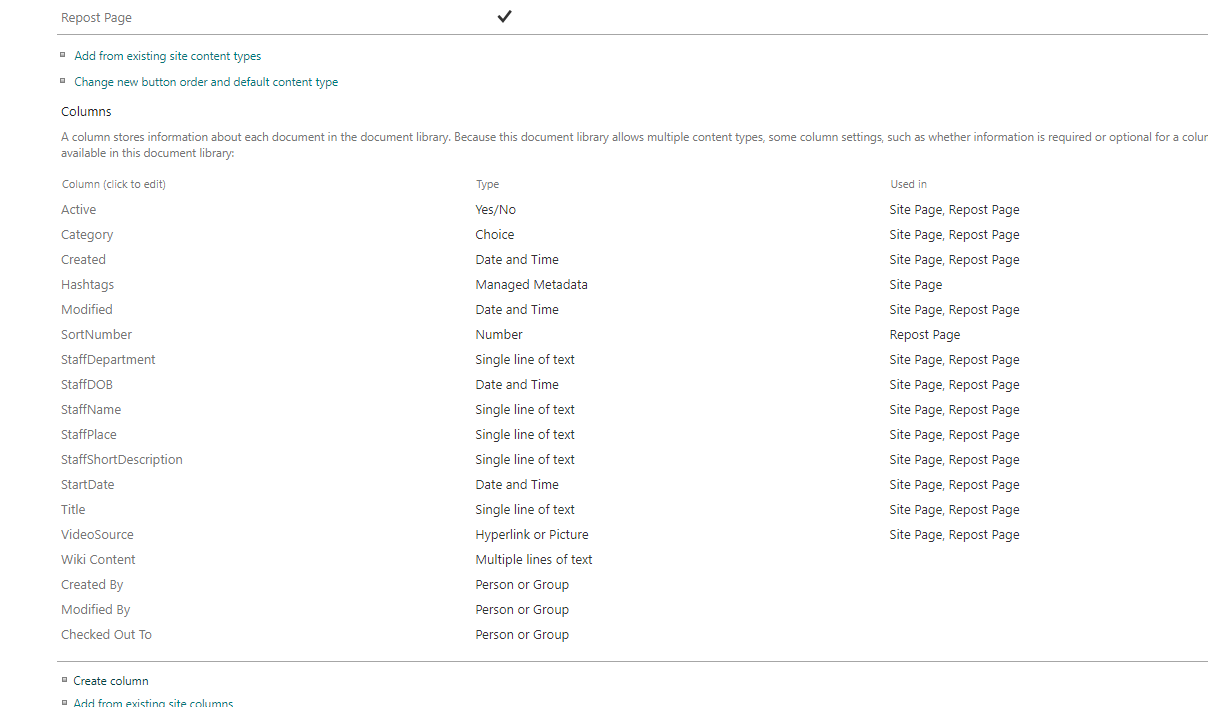 Repost Page
Add from existing site content types
Change new button order and default content type
Columns
A column stores information about each document in the document library. Because this document library allows multiple content types, some column settings, such as whether information is required or optional for a
available in this document library:
Column (click to edit) Type Used in
Active Yes/No Site Page, Repost Page
Category Choice Site Page, Repost Page
Created Date and Time Site Page, Repost Page
Hashtags Managed Metadata Site Page
Modified Date and Time Site Page, Repost Page
SortNumber Number Repost Page
StaffDepartment Single line of text Site Page, Repost Page
StaffDOB Date and Time Site Page, Repost Page
StaffName Single line of text Site Page, Repost Page
StaffPlace Single line of text Site Page, Repost Page
StaffShortDescription Single line of text Site Page, Repost Page
StartDate Date and Time Site Page, Repost Page
Title Single line of text Site Page, Repost Page
VideoSource Hyperlink or Picture Site Page, Repost Page
Wiki Content Multiple lines of text
Created By Person or Group
Modified By Person or Group
Checked Out To Person or Group
Create column
Add from existing site columns